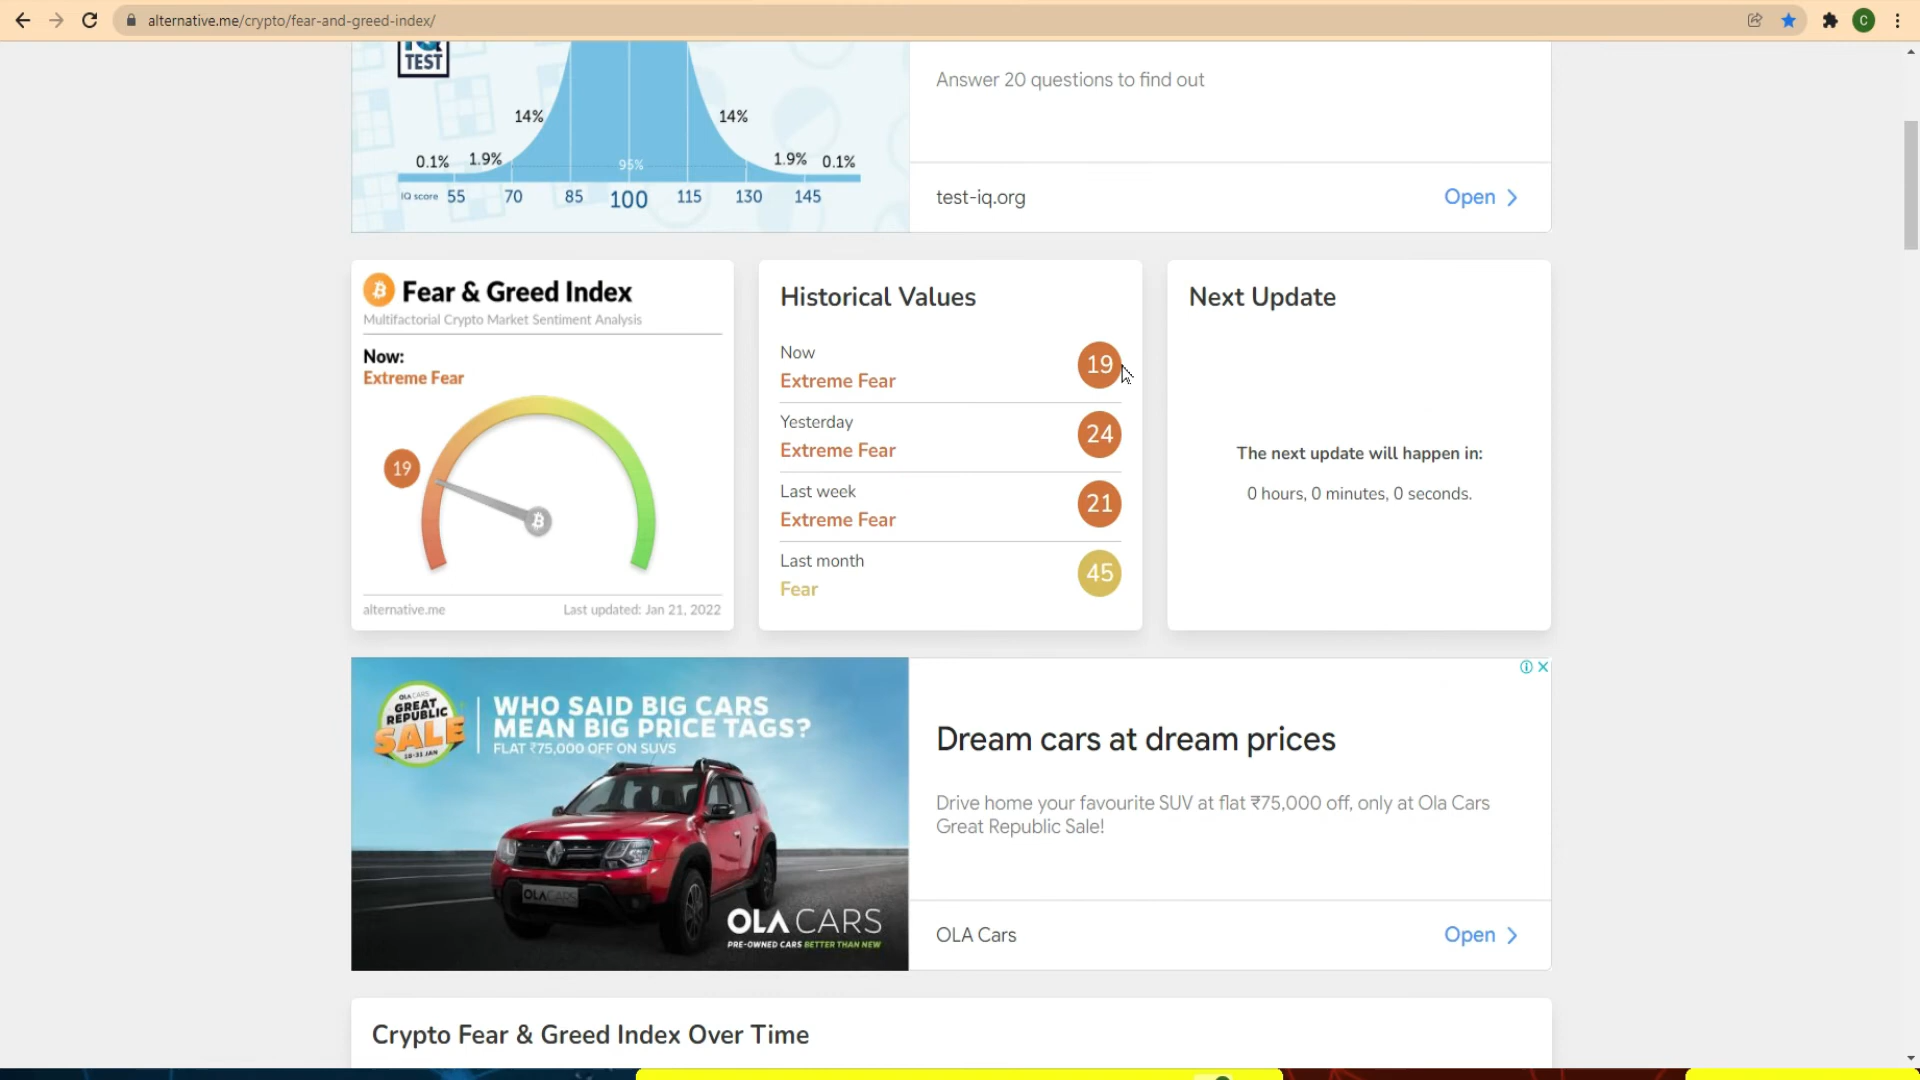 alternative.me/crypto/fear-and-greed-index/
C
IQ
TEST
14%
14%
0.1%
1.9%
95%
1.9%
0.1%
IQ score
55
70
85
100
115
130
145
Answer 20 questions to find out
test-iq.org
Open
Fear & Greed Index
Multifactorial Crypto Market Sentiment Analysis
Now:
Extreme Fear
19
alternative.me
Last updated: Jan 21, 2022
Historical Values
Now
Extreme Fear
19
Yesterday
Extreme Fear
24
Last week
Extreme Fear
21
Last month
Fear
45
Next Update
The next update will happen in:
0 hours, 0 minutes, 0 seconds.
OLA CARS
GREAT
REPUBLIC
SALE
WHO SAID BIG CARS
MEAN BIG PRICE TAGS?
FLAT ₹75,000 OFF ON SUVS
OLACARS
OLA CARS
PRE-OWNED CARS BETTER THAN NEW
Dream cars at dream prices
Drive home your favourite SUV at flat ₹75,000 off, only at Ola Cars
Great Republic Sale!
OLA Cars
Open
Crypto Fear & Greed Index Over Time